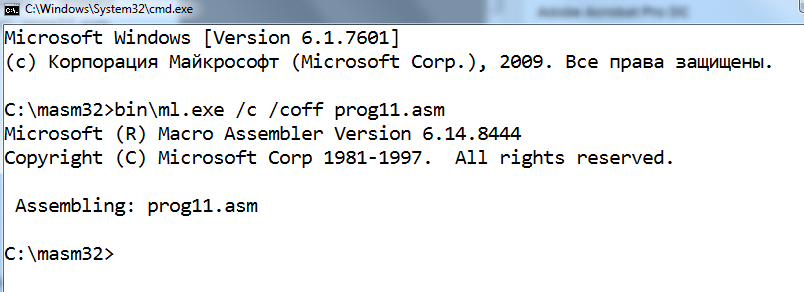 C:\Windows\System32\cmd.exe
Adobe Acrobat Pro DC
Microsoft Windows [Version 6.1.7601]
(c) Корпорация Майкрософт (Microsoft Corp.), 2009. Все права защищены.
C:\masm32>bin\ml.exe /c /coff prog11.asm
Microsoft (R) Macro Assembler Version 6.14.8444
Copyright (C) Microsoft Corp 1981-1997.  All rights reserved.
Assembling: prog11.asm
C:\masm32>